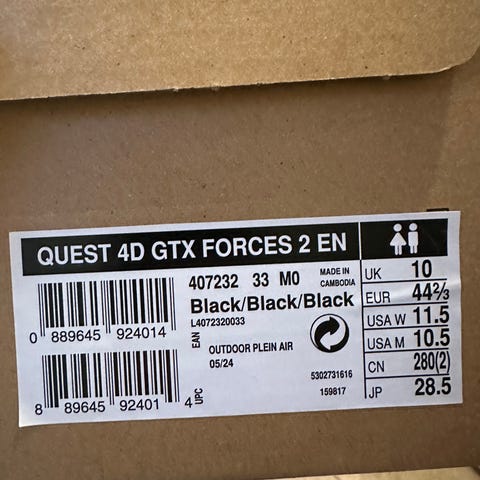 QUEST 4D GTX FORCES 2 EN
407232 33 M0
MADE IN
CAMBODIA
Black/Black/Black
L4072320033
0 889645 924014
EAN
OUTDOOR PLEIN AIR
05/24
5302731616
159817
8 89645 92401 4
UPC
UK 10
EUR 44⅔
USA W 11.5
USA M 10.5
CN 280(2)
JP 28.5